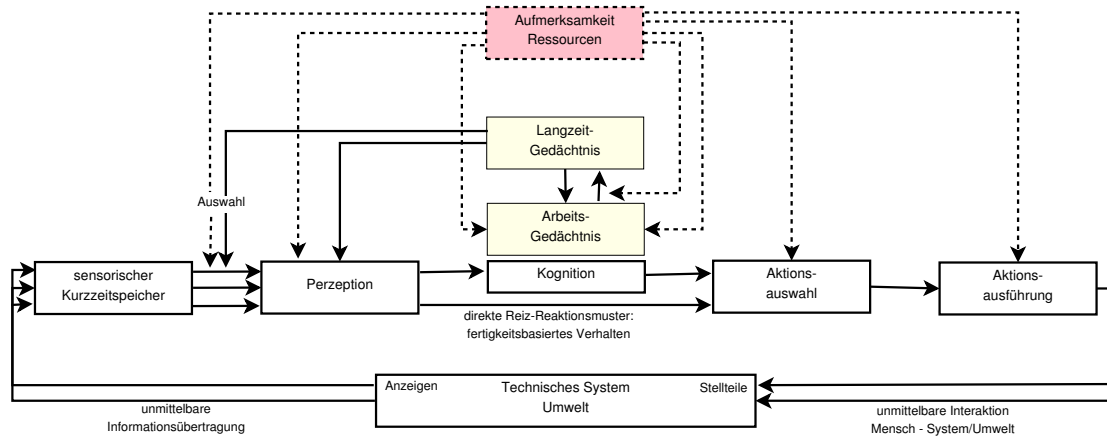 Aufmerksamkeit
Ressourcen
Langzeit-
Gedächtnis
Auswahl
Arbeits-
Gedächtnis
sensorischer
Kurzzeitspeicher
Perzeption
Kognition
Aktions-
auswahl
Aktions-
ausführung
direkte Reiz-Reaktionsmuster:
fertigkeitsbasiertes Verhalten
Anzeigen
Technisches System
Umwelt
Stellteile
unmittelbare
Informationsübertragung
unmittelbare Interaktion
Mensch - System/Umwelt